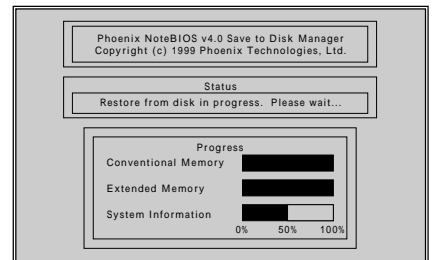 Phoenix NoteBIOS v4.0 Save to Disk Manager
Copyright (c) 1999 Phoenix Technologies, Ltd.
Status
Restore from disk in progress. Please wait...
Progress
Conventional Memory
Extended Memory
System Information
0% 50% 100%